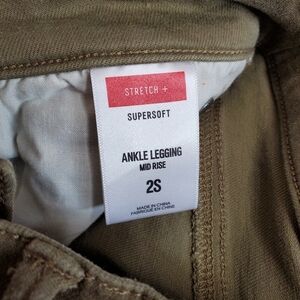 STRETCH +
SUPERSOFT
ANKLE LEGGING
MID RISE
2S
MADE IN CHINA
FABRIQUÉ EN CHINE